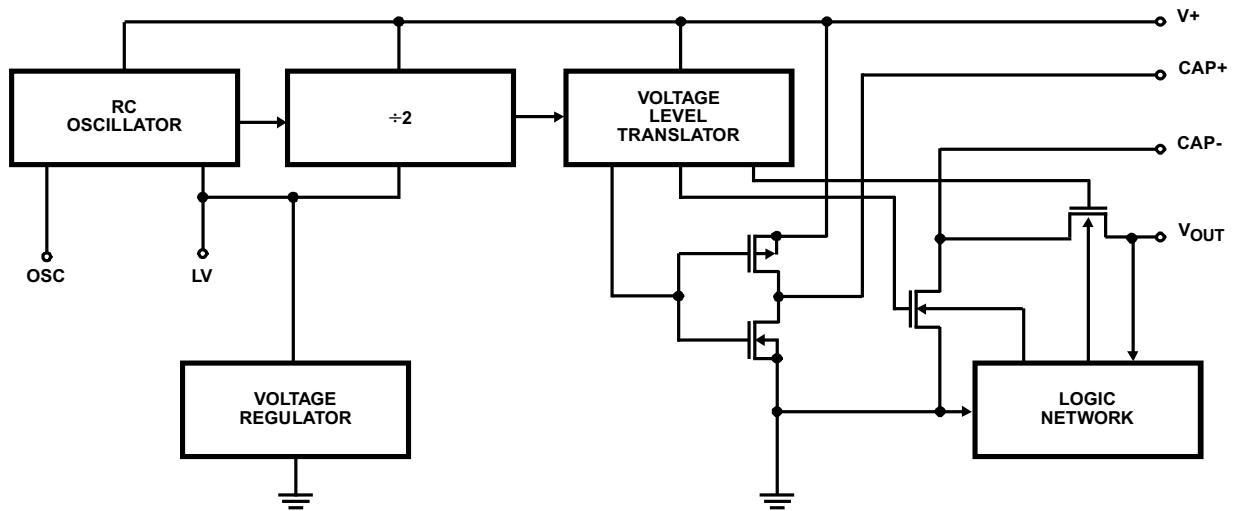 V+
CAP+
RC
OSCILLATOR
÷2
VOLTAGE
LEVEL
TRANSLATOR
CAP-
VOUT
OSC
LV
VOLTAGE
REGULATOR
LOGIC
NETWORK